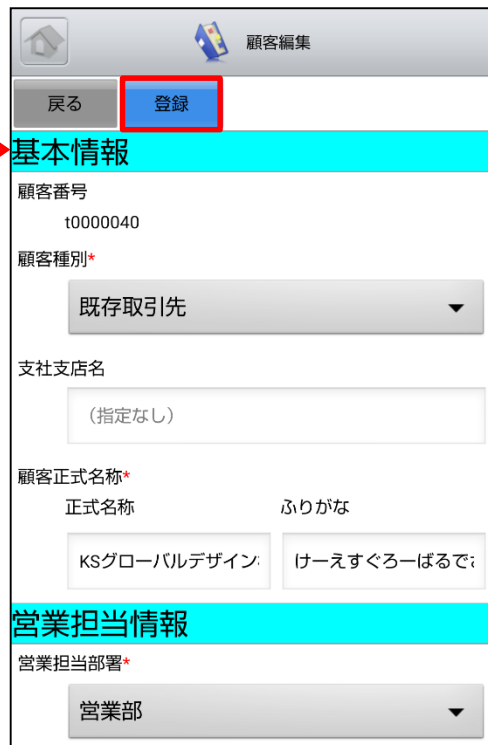 顧客編集
戻る 登録
基本情報
顧客番号
t0000040
顧客種別*
既存取引先
支社支店名
（指定なし）
顧客正式名称*
正式名称 ふりがな
KSグローバルデザイン けーえすぐろーばるで
営業担当情報
営業担当部署*
営業部